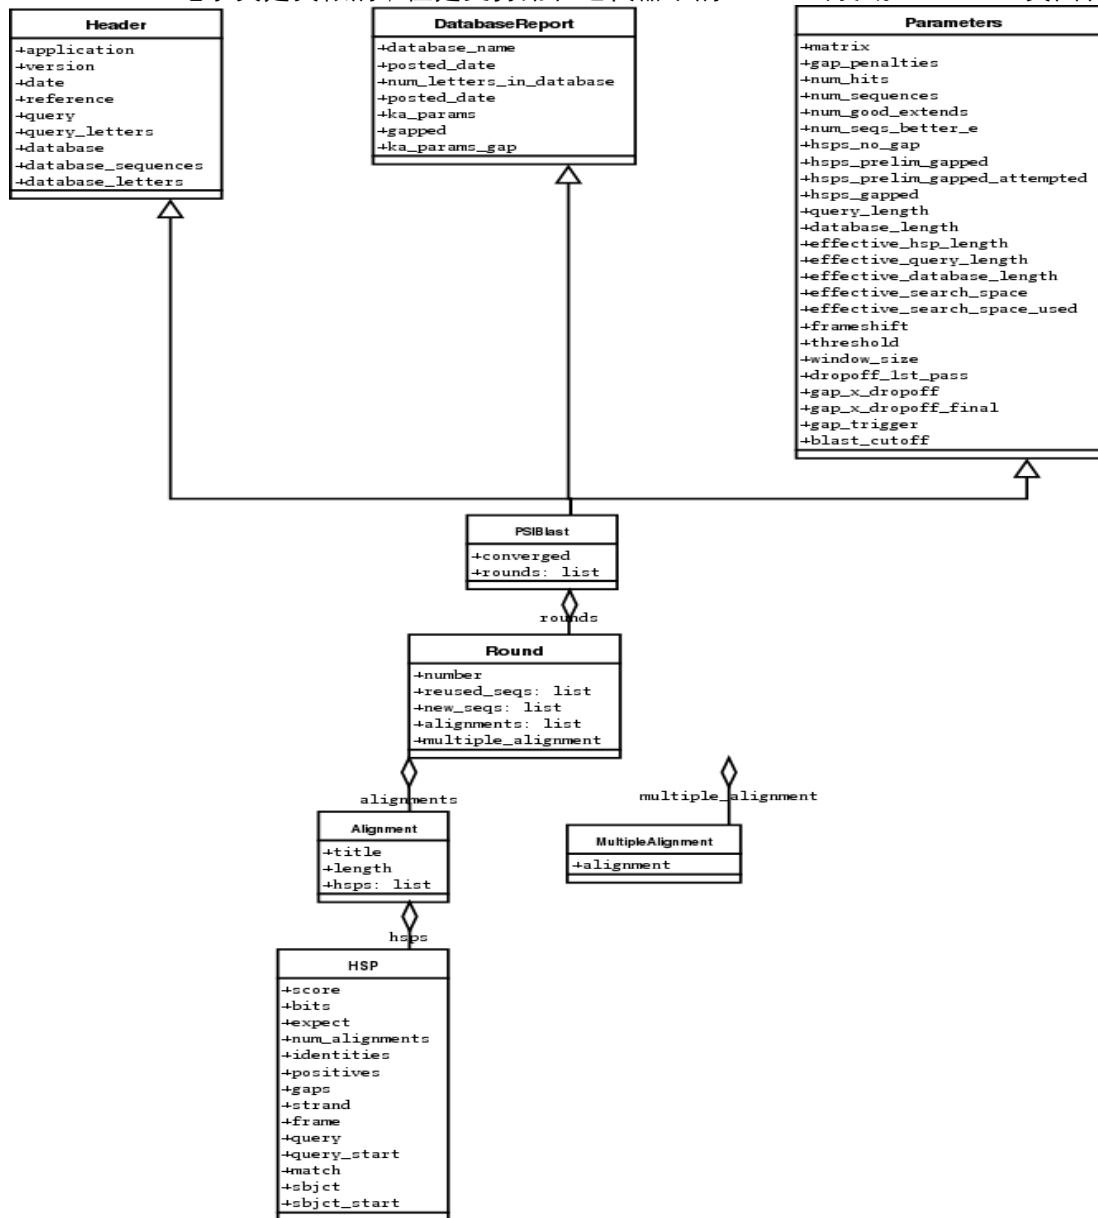 Header
+application
+version
+date
+reference
+query
+query_letters
+database
+database_sequences
+database_letters
DatabaseReport
+database_name
+posted_date
+num_letters_in_database
+posted_date
+ka_params
+gapped
+ka_params_gap
Parameters
+matrix
+gap_penalties
+num_hits
+num_sequences
+num_good_extends
+num_seqs_better_e
+hsps_no_gap
+hsps_prelim_gapped
+hsps_prelim_gapped_attempted
+hsps_gapped
+query_length
+database_length
+effective_hsp_length
+effective_query_length
+effective_database_length
+effective_search_space
+effective_search_space_used
+frameshift
+threshold
+window_size
+dropoff_1st_pass
+gap_x_dropoff
+gap_x_dropoff_final
+gap_trigger
+blast_cutoff
PSIBlast
+converged
+rounds: list
rounds
Round
+number
+reused_seqs: list
+new_seqs: list
+alignments: list
+multiple_alignment
alignments
multiple_alignment
Alignment
+title
+length
+hsps: list
MultipleAlignment
+alignment
hsps
HSP
+score
+bits
+expect
+num_alignments
+identities
+positives
+gaps
+strand
+frame
+query
+query_start
+match
+sbjct
+sbjct_start